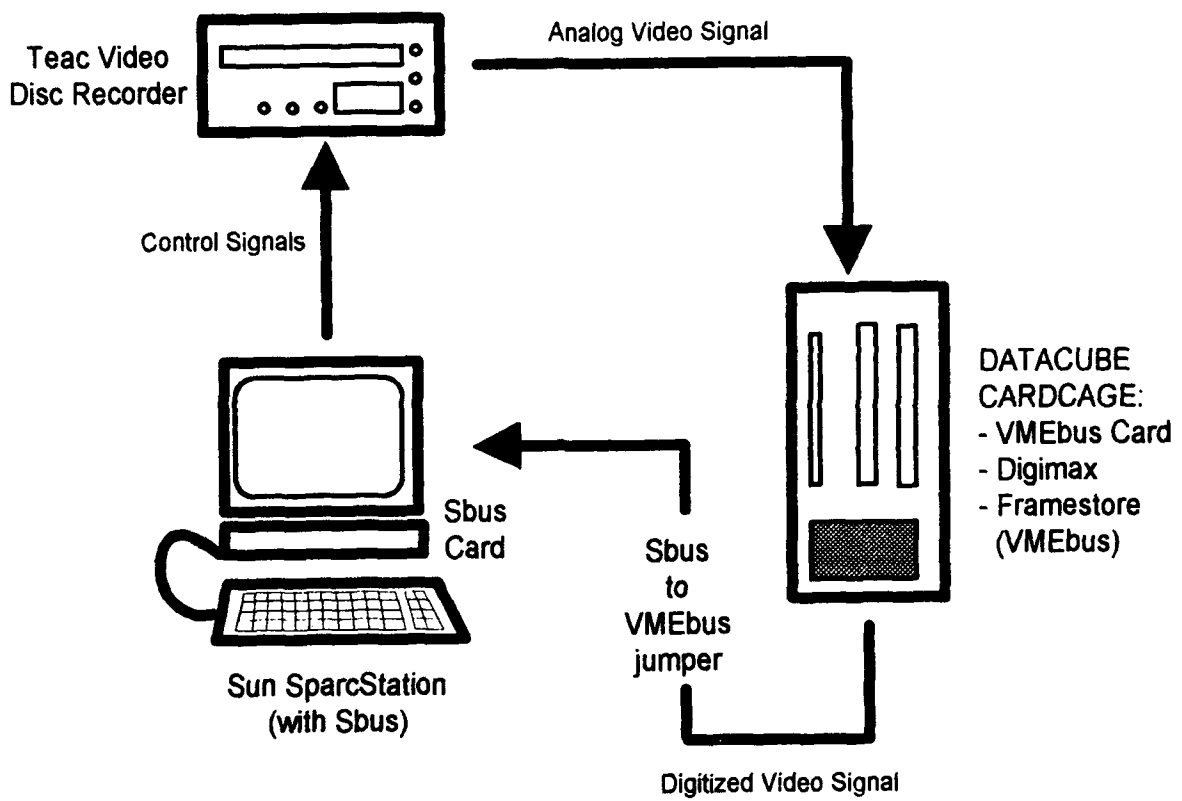 Teac Video
Disc Recorder
Analog Video Signal
Control Signals
DATACUBE
CARDCAGE:
- VMEbus Card
- Digimax
- Framestore
(VMEbus)
Sbus
Card
Sbus
to
VMEbus
jumper
Sun SparcStation
(with Sbus)
Digitized Video Signal